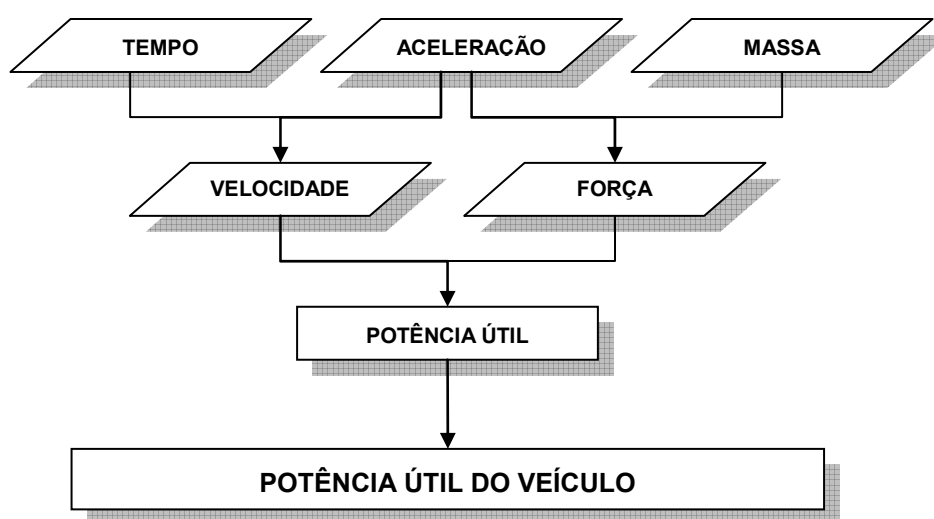 TEMPO
ACELERAÇÃO
MASSA
VELOCIDADE
FORÇA
POTÊNCIA ÚTIL
POTÊNCIA ÚTIL DO VEÍCULO